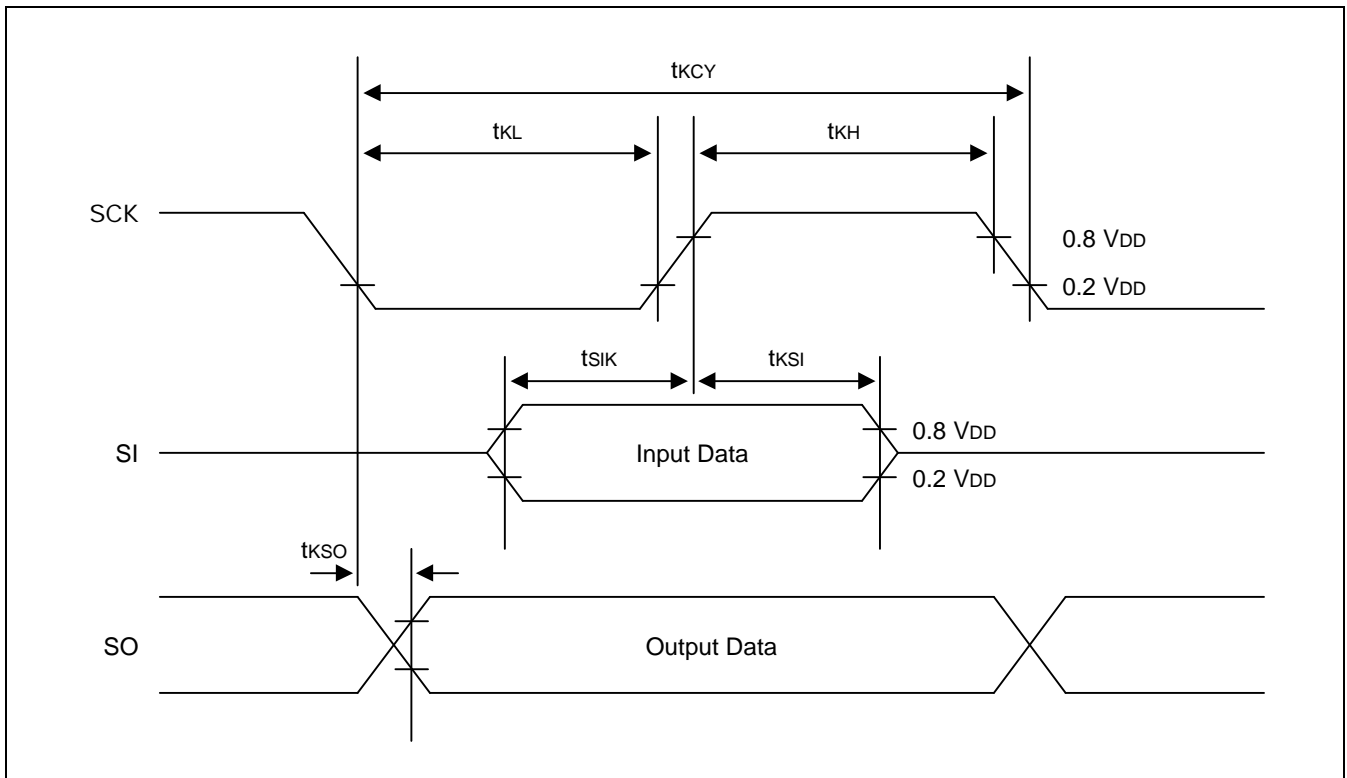 tKCY
tKL
tKH
SCK
0.8 VDD
0.2 VDD
tSIK
tKSI
0.8 VDD
SI
Input Data
0.2 VDD
tKSO
SO
Output Data